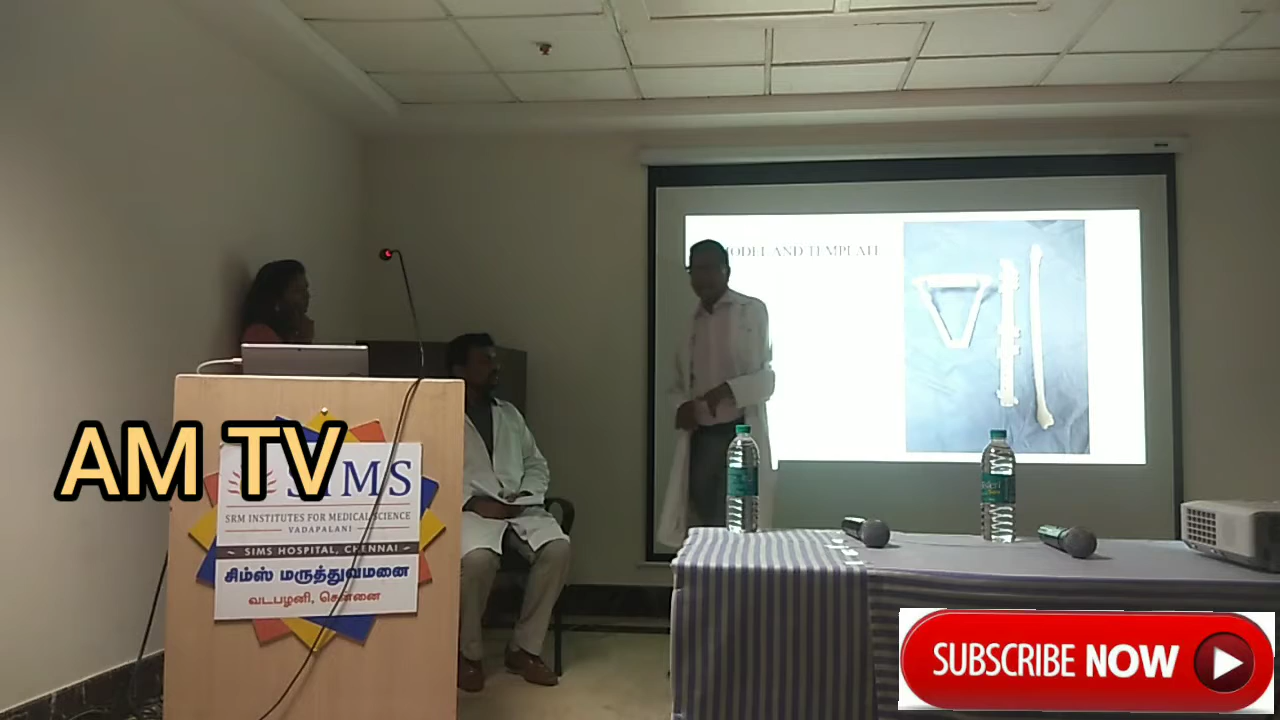 MODEL AND TEMPLATE
AM TV
SIMS
SRM INSTITUTES FOR MEDICAL SCIENCE
VADAPALANI
~ SIMS HOSPITAL, CHENNAI ~
சிம்ஸ் மருத்துவமனை
வடபழனி, சென்னை
SUBSCRIBE NOW